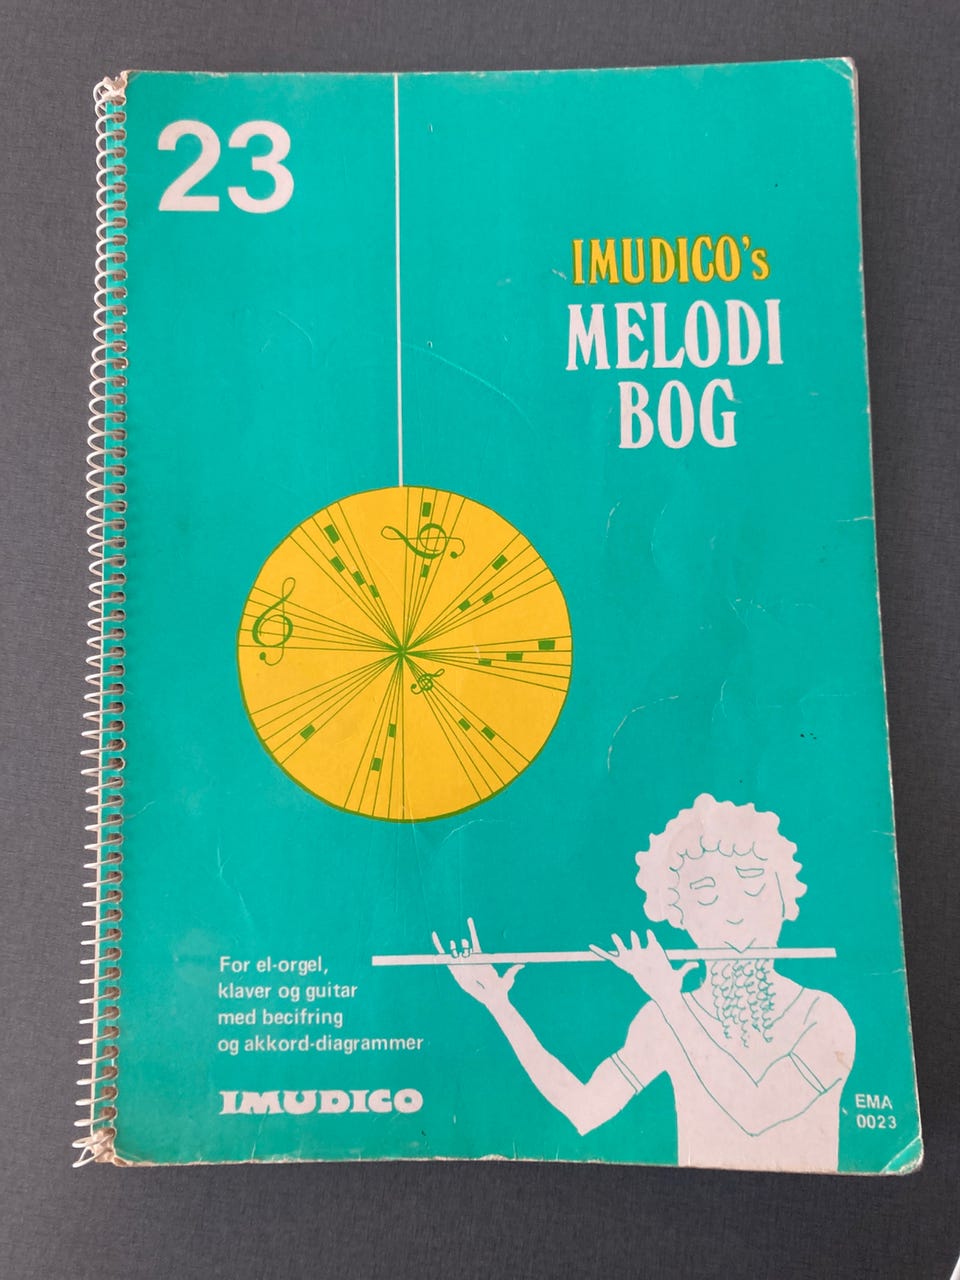 23
IMUDICO's
MELODI
BOG
For el-orgel,
klaver og guitar
med becifring
og akkord-diagrammer
IMUDICO
EMA
0023